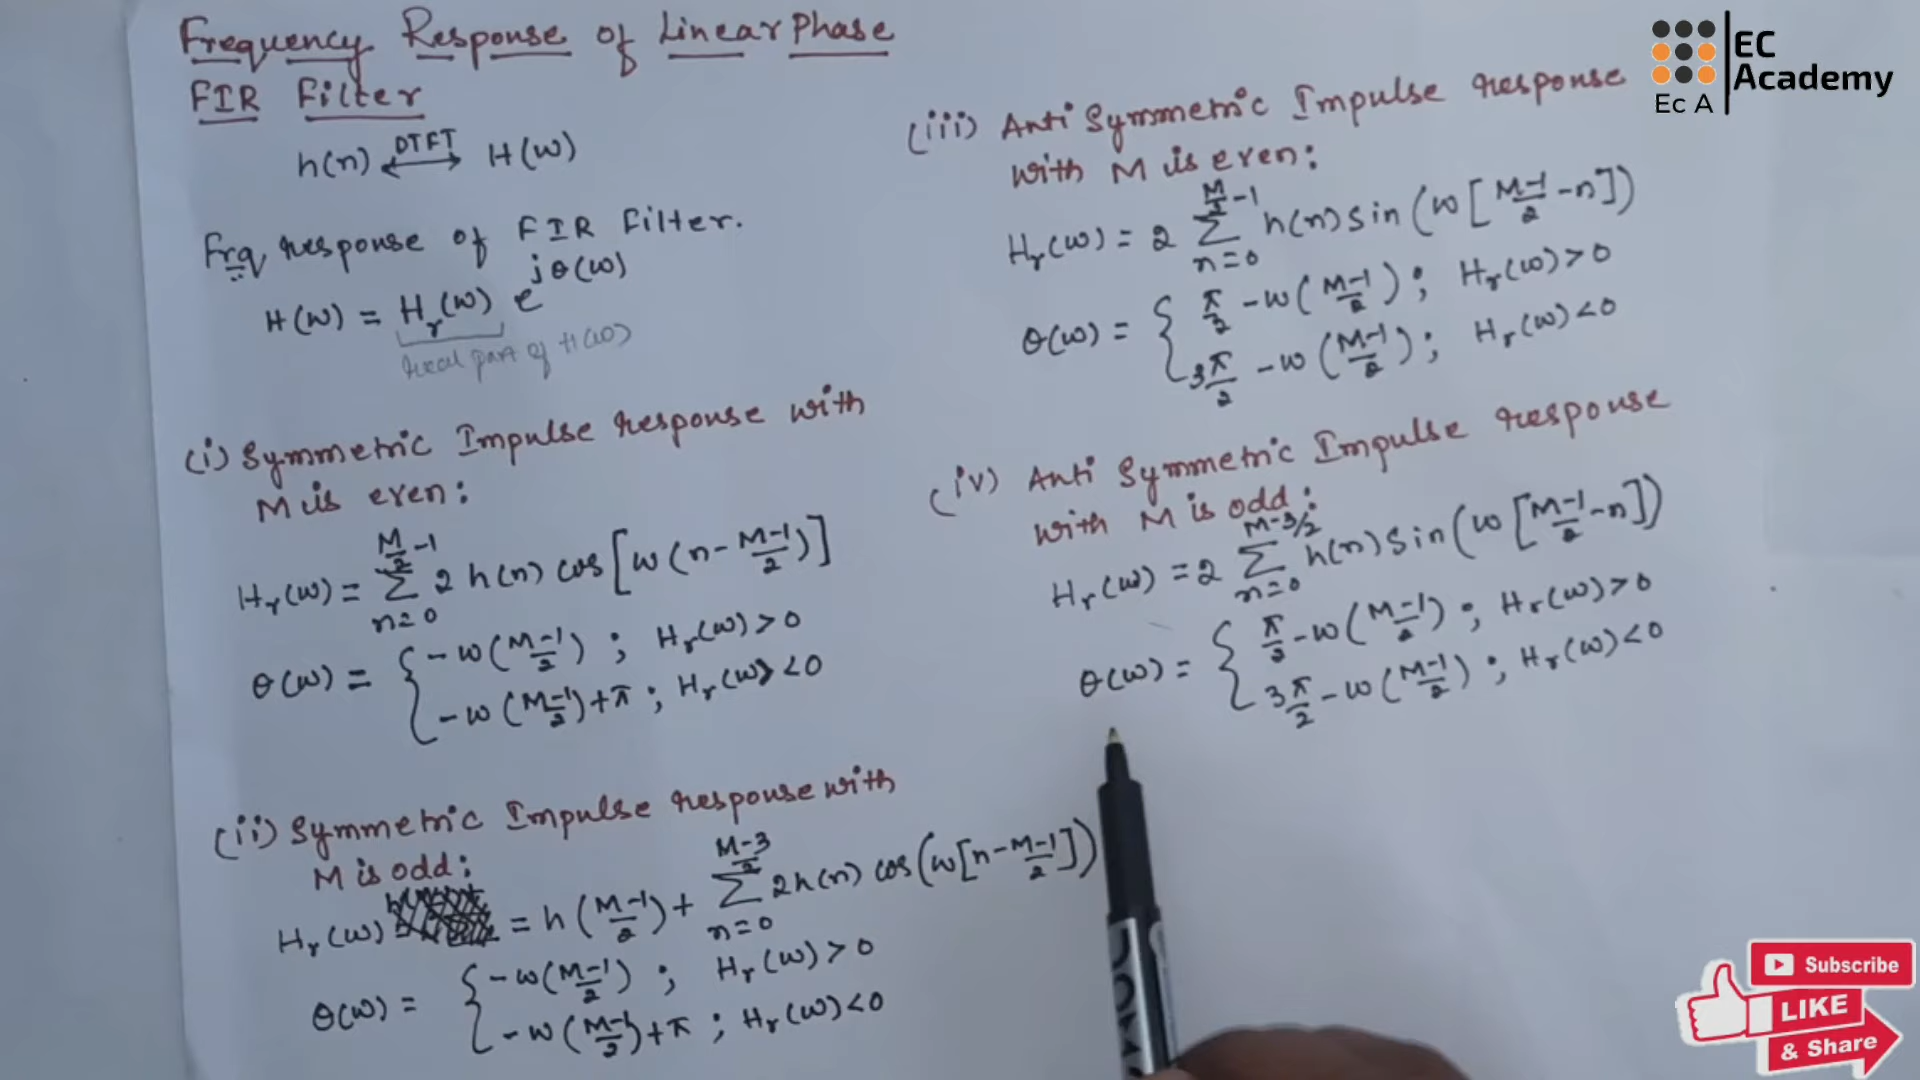 Frequency Response of Linear Phase
FIR Filter
h(n) DTFT ⟷ H(w)
Frq Response of FIR Filter.
H(w) = H_r(w) e^{jθ(w)}
real part of H(w)
(i) Symmetric Impulse Response with
M is even:
H_r(w) = Σ_{n=0}^{M/2 -1} 2 h(n) cos[w(n - M-1/2)]
θ(w) = { -w(M-1/2) ; H_r(w) > 0
-w(M-1/2)+π ; H_r(w) < 0
(ii) Symmetric Impulse Response with
M is odd:
H_r(w) = h(M-1/2) + Σ_{n=0}^{M-3/2} 2h(n) cos(w[n - M-1/2])
θ(w) = { -w(M-1/2) ; H_r(w) > 0
-w(M-1/2)+π ; H_r(w) < 0
(iii) Anti Symmetric Impulse Response
with M is even:
H_r(w) = 2 Σ_{n=0}^{M/2 -1} h(n) sin(w[M-1/2 - n])
θ(w) = { π/2 - w(M-1/2) ; H_r(w) > 0
3π/2 - w(M-1/2) ; H_r(w) < 0
(iv) Anti Symmetric Impulse Response
with M is odd:
H_r(w) = 2 Σ_{n=0}^{M-3/2} h(n) sin(w[M-1/2 - n])
θ(w) = { π/2 - w(M-1/2) ; H_r(w) > 0
3π/2 - w(M-1/2) ; H_r(w) < 0
EC
Academy
Ec A
Subscribe
LIKE
& Share